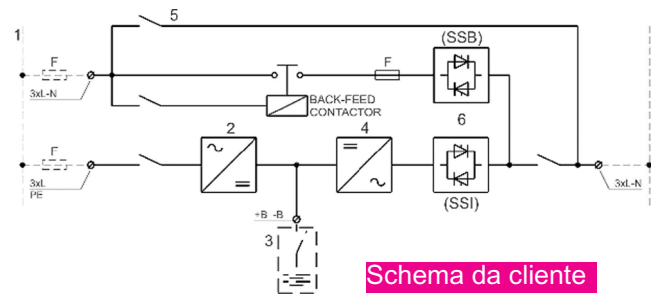 5
1
F
(SSB)
F
3xL-N
BACK-FEED
CONTACTOR
2
4
6
F
3xL
PE
3xL-N
(SSI)
+B -B
3
Schema da cliente